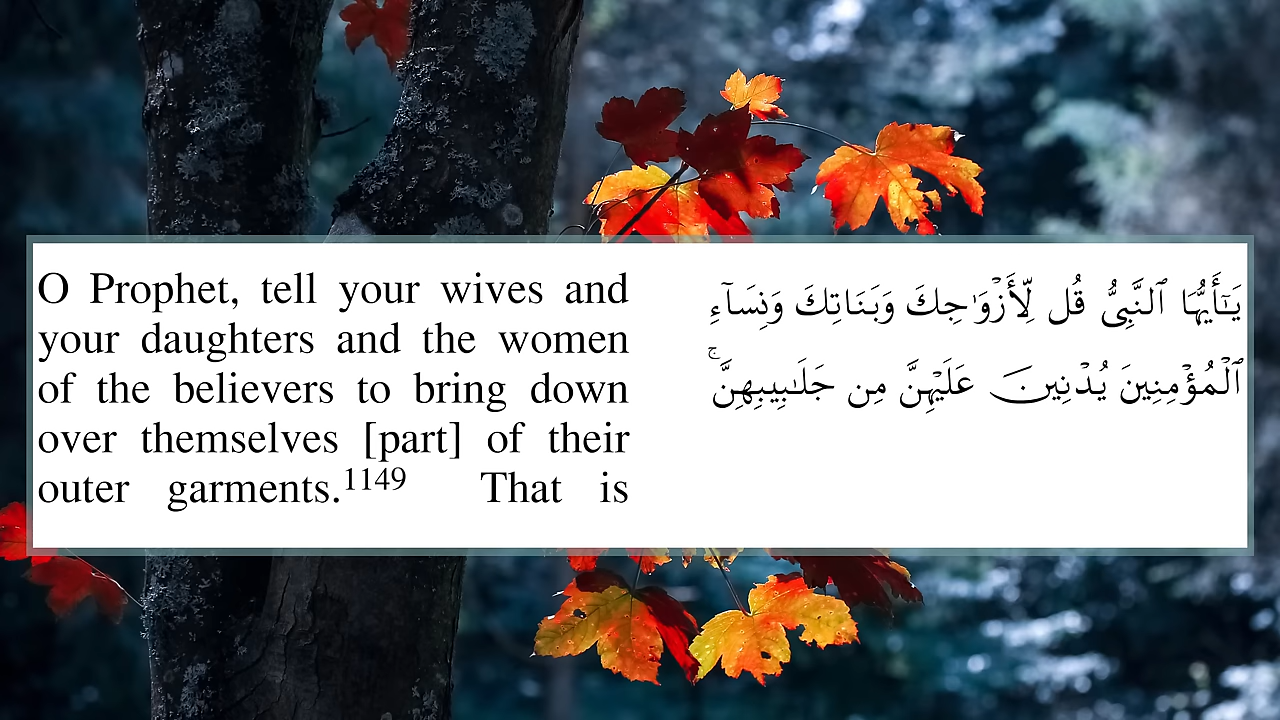 O Prophet, tell your wives and
your daughters and the women
of the believers to bring down
over themselves [part] of their
outer garments.1149 That is
يَـٰٓأَيُّهَا ٱلنَّبِىُّ قُل لِّأَزْوَٰجِكَ وَبَنَاتِكَ وَنِسَآءِ
ٱلْمُؤْمِنِينَ يُدْنِينَ عَلَيْهِنَّ مِن جَلَـٰبِيبِهِنَّ ۚ